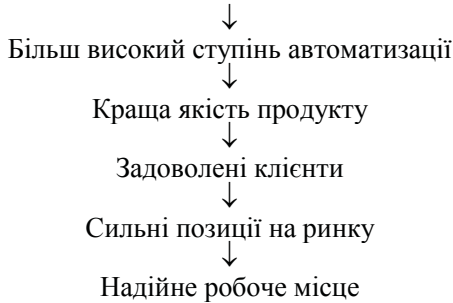 Більш високий ступінь автоматизації
Краща якість продукту
Задоволені клієнти
Сильні позиції на ринку
Надійне робоче місце